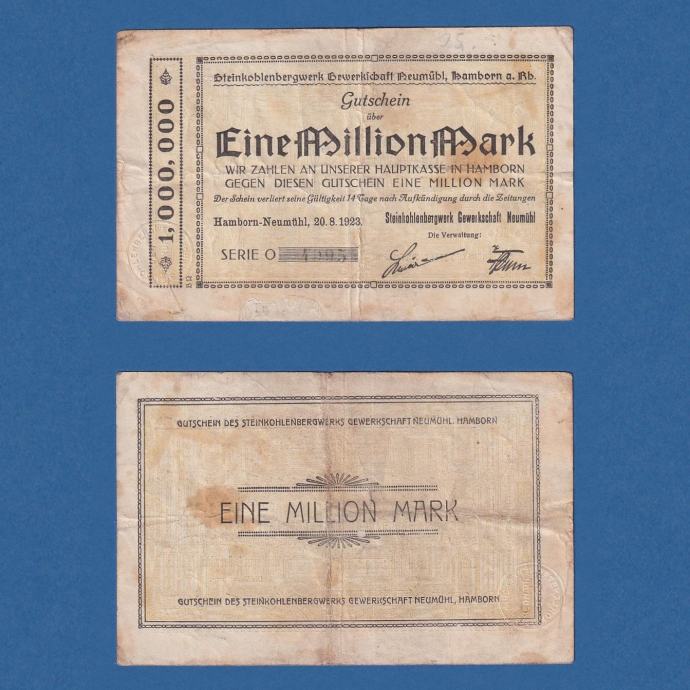 1,000,000
Steinkohlenbergwerk Gewerkschaft Neumühl, Hamborn a. Rh.
Gutschein
über
Eine Million Mark
WIR ZAHLEN AN UNSERER HAUPTKASSE IN HAMBORN
GEGEN DIESEN GUTSCHEIN EINE MILLION MARK
Der Schein verliert seine Gültigkeit 14 Tage nach Aufkündigung durch die Zeitungen
Hamborn-Neumühl, 20. 8. 1923.
Steinkohlenbergwerk Gewerkschaft Neumühl
Die Verwaltung:
SERIE O
GUTSCHEIN DES STEINKOHLENBERGWERKS GEWERKSCHAFT NEUMÜHL, HAMBORN
EINE MILLION MARK
GUTSCHEIN DES STEINKOHLENBERGWERKS GEWERKSCHAFT NEUMÜHL, HAMBORN